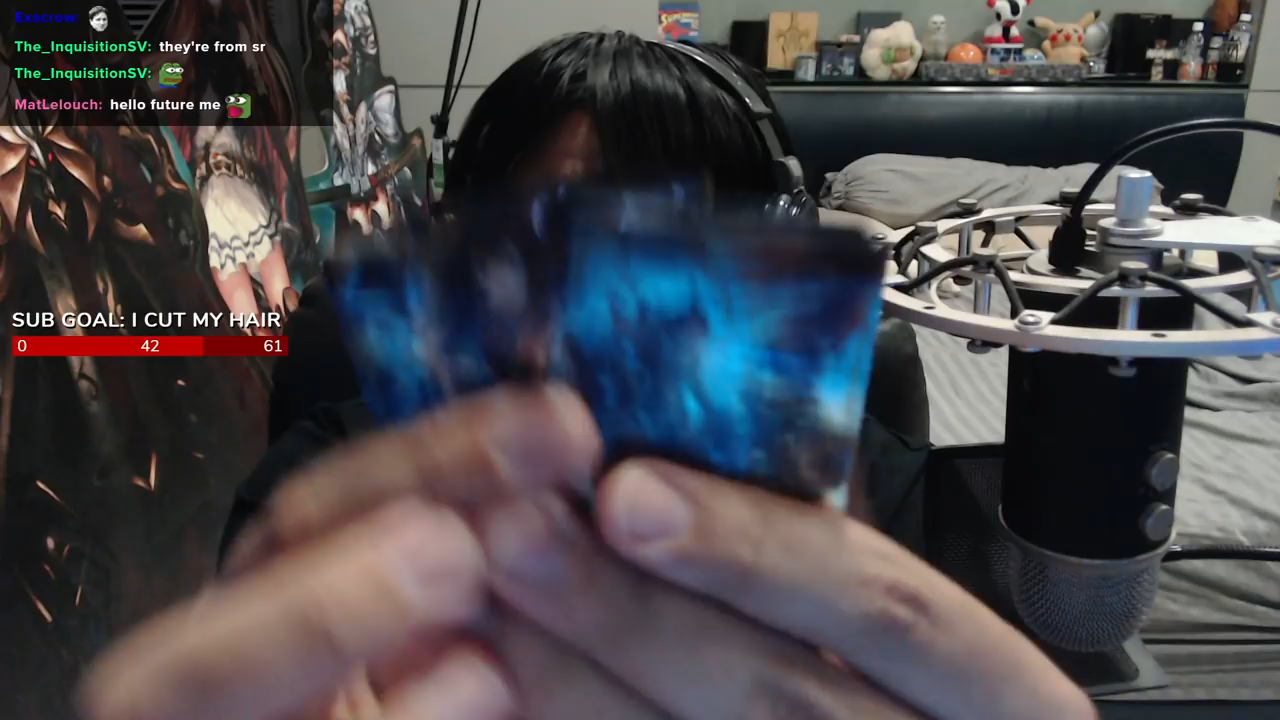 Execrow:
The_InquisitionSV: they're from sr
The_InquisitionSV:
MatLelouch: hello future me
SUB GOAL: I CUT MY HAIR
0 42 61
SUPERMAN